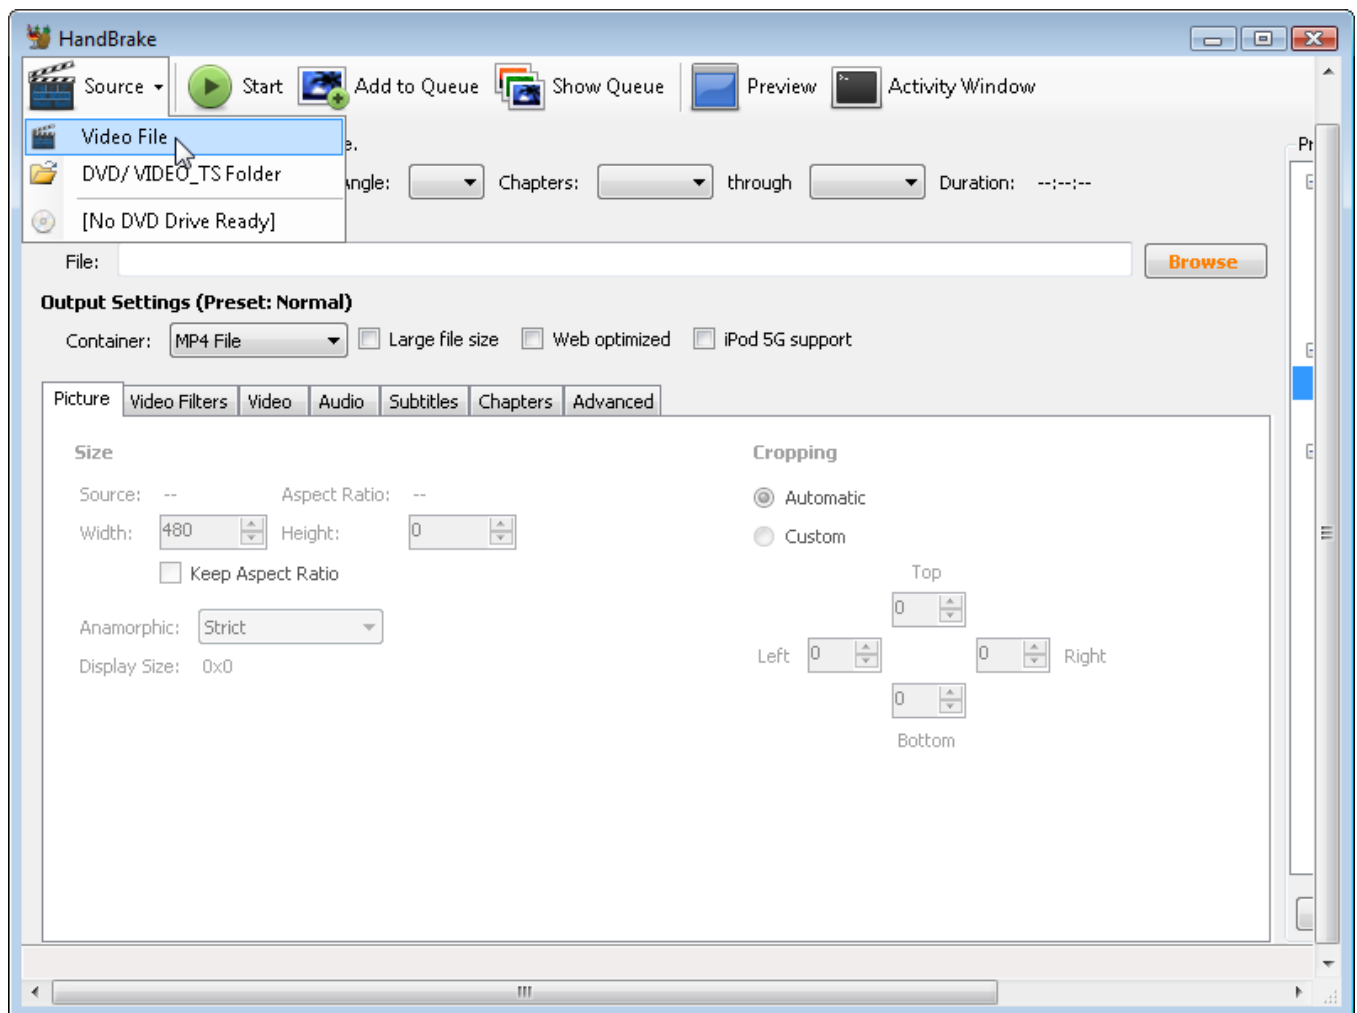 HandBrake
Source Start Add to Queue Show Queue Preview Activity Window
Video File
DVD/ VIDEO_TS Folder
Chapters: through Duration: --:--:--
[No DVD Drive Ready]
File: Browse
Output Settings (Preset: Normal)
Container: MP4 File Large file size Web optimized iPod 5G support
Picture Video Filters Video Audio Subtitles Chapters Advanced
Size Cropping
Source: -- Aspect Ratio: -- Automatic
Width: 480 Height: 0 Custom
Keep Aspect Ratio Top
0
Anamorphic: Strict
Left 0 0 Right
Display Size: 0x0
0
Bottom